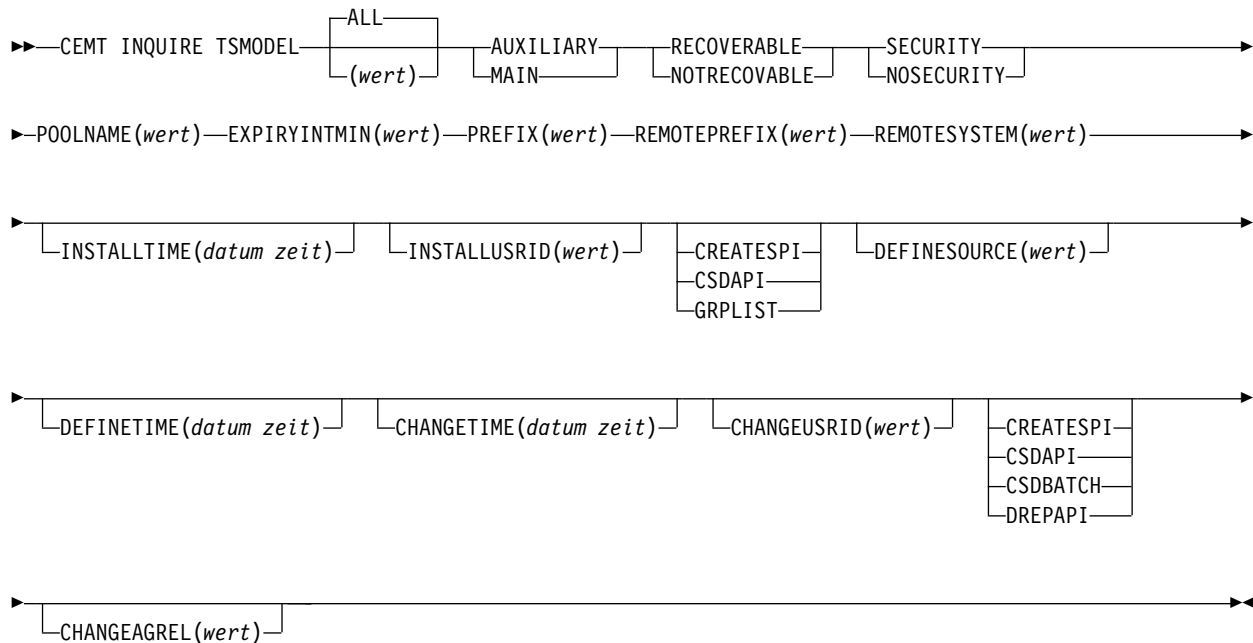 ALL
CEMT INQUIRE TSMODEL (wert) AUXILIARY MAIN RECOVERABLE NOTRECOVABLE SECURITY NOSECURITY
POOLNAME(wert) EXPIRYINTMIN(wert) PREFIX(wert) REMOTEPREFIX(wert) REMOTESYSTEM(wert)
INSTALLTIME(datum zeit) INSTALLUSRID(wert) CREATESPI DEFINESOURCE(wert)
CSDAPI
GRPLIST
DEFINETIME(datum zeit) CHANGETIME(datum zeit) CHANGEUSRID(wert) CREATESPI
CSDAPI
CSDBATCH
DREPAPI
CHANGEAGREL(wert)